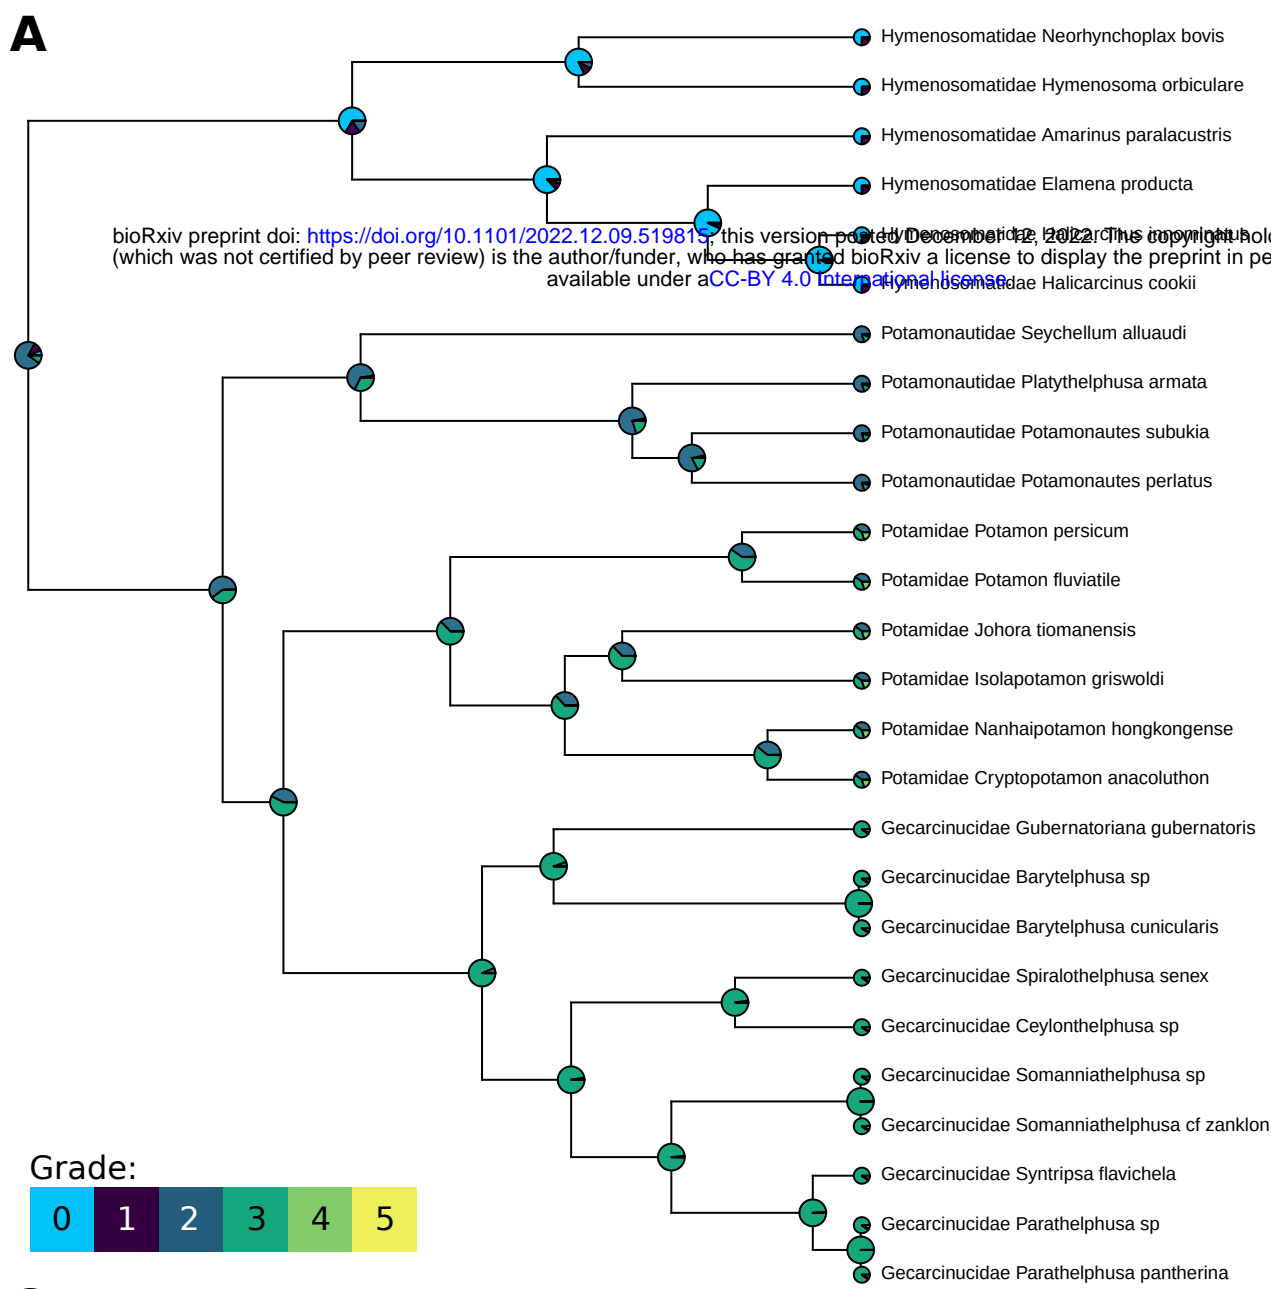 A
Hymenosomatidae Neorhynchoplax bovis
Hymenosomatidae Hymenosoma orbiculare
Hymenosomatidae Amarinus paralacustris
Hymenosomatidae Elamena producta
bioRxiv preprint doi: https://doi.org/10.1101/2022.12.09.519815; this version posted December 12, 2022. The copyright hol
Hymenosomatidae Halicarcinus innominatus
(which was not certified by peer review) is the author/funder, who has granted bioRxiv a license to display the preprint in pe
available under aCC-BY 4.0 International license.
Hymenosomatidae Halicarcinus cookii
Potamonautidae Seychellum alluaudi
Potamonautidae Platythelphusa armata
Potamonautidae Potamonautes subukia
Potamonautidae Potamonautes perlatus
Potamidae Potamon persicum
Potamidae Potamon fluviatile
Potamidae Johora tiomanensis
Potamidae Isolapotamon griswoldi
Potamidae Nanhaipotamon hongkongense
Potamidae Cryptopotamon anacoluthon
Gecarcinucidae Gubernatoriana gubernatoris
Gecarcinucidae Barytelphusa sp
Gecarcinucidae Barytelphusa cunicularis
Gecarcinucidae Spiralothelphusa senex
Gecarcinucidae Ceylonthelphusa sp
Gecarcinucidae Somanniathelphusa sp
Gecarcinucidae Somanniathelphusa cf zanklon
Gecarcinucidae Syntripsa flavichela
Gecarcinucidae Parathelphusa sp
Gecarcinucidae Parathelphusa pantherina
Grade:
0 1 2 3 4 5